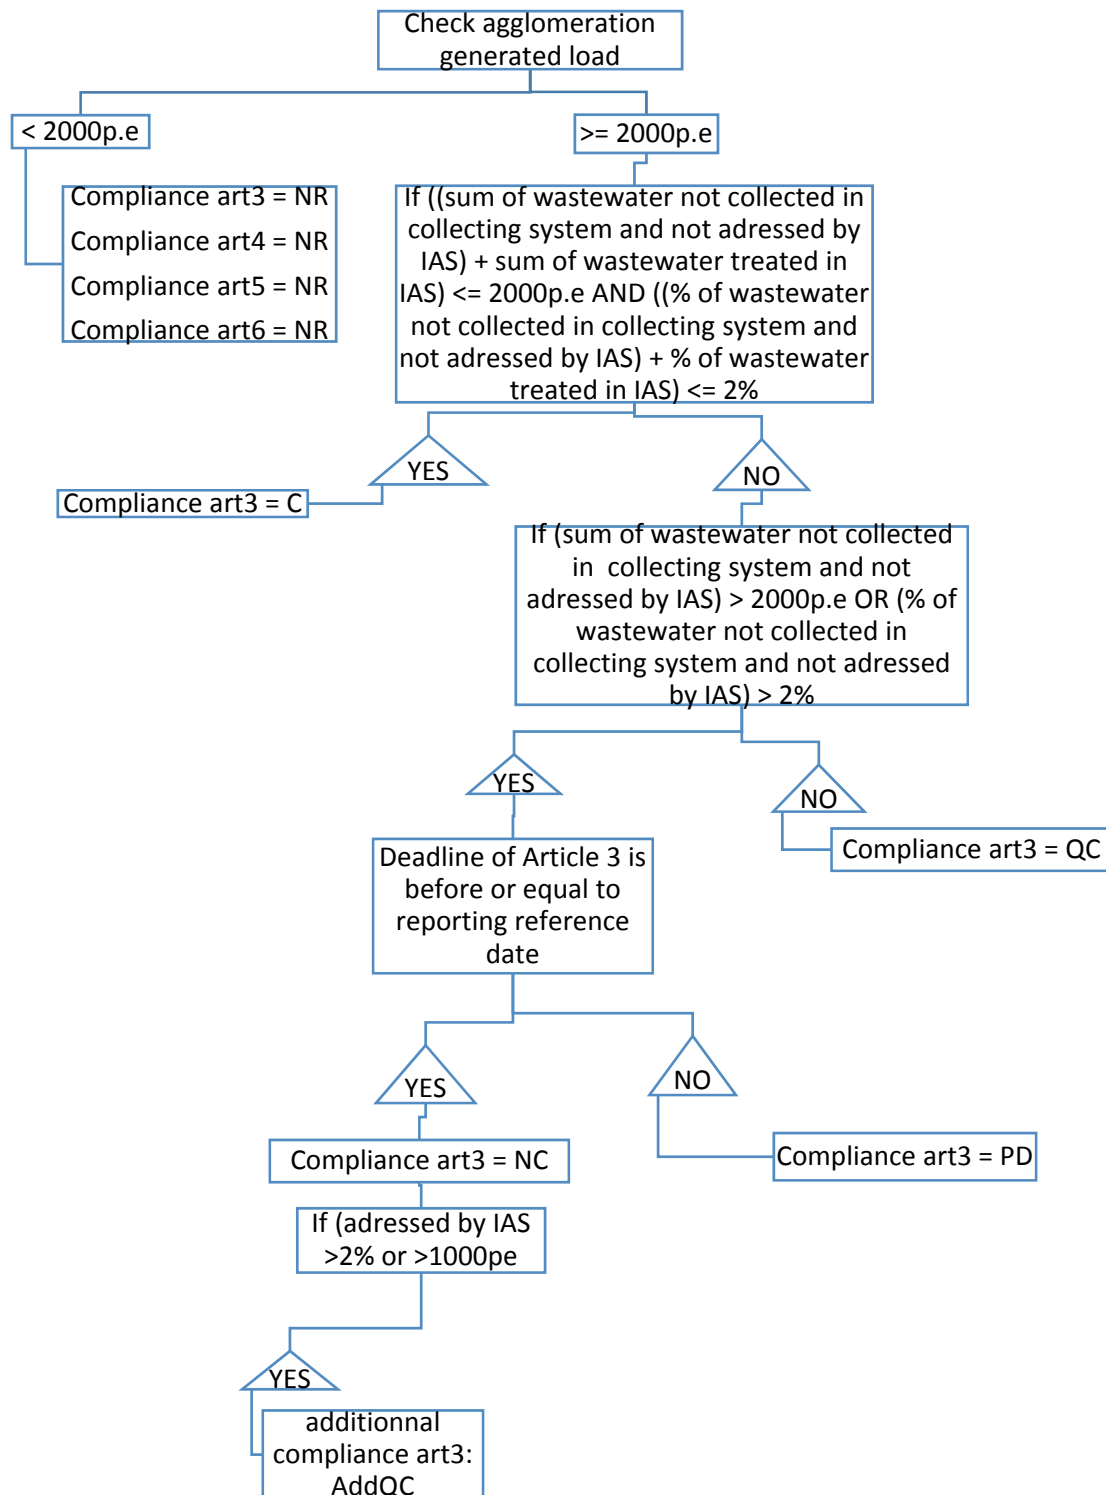 Check agglomeration
generated load
< 2000p.e
>= 2000p.e
Compliance art3 = NR
Compliance art4 = NR
Compliance art5 = NR
Compliance art6 = NR
If ((sum of wastewater not collected in
collecting system and not adressed by
IAS) + sum of wastewater treated in
IAS) <= 2000p.e AND ((% of wastewater
not collected in collecting system and
not adressed by IAS) + % of wastewater
treated in IAS) <= 2%
YES
NO
Compliance art3 = C
If (sum of wastewater not collected
in collecting system and not
adressed by IAS) > 2000p.e OR (% of
wastewater not collected in
collecting system and not adressed
by IAS) > 2%
YES
NO
Compliance art3 = QC
Deadline of Article 3 is
before or equal to
reporting reference
date
YES
NO
Compliance art3 = NC
Compliance art3 = PD
If (adressed by IAS
>2% or >1000pe
YES
additionnal
compliance art3:
AddQC